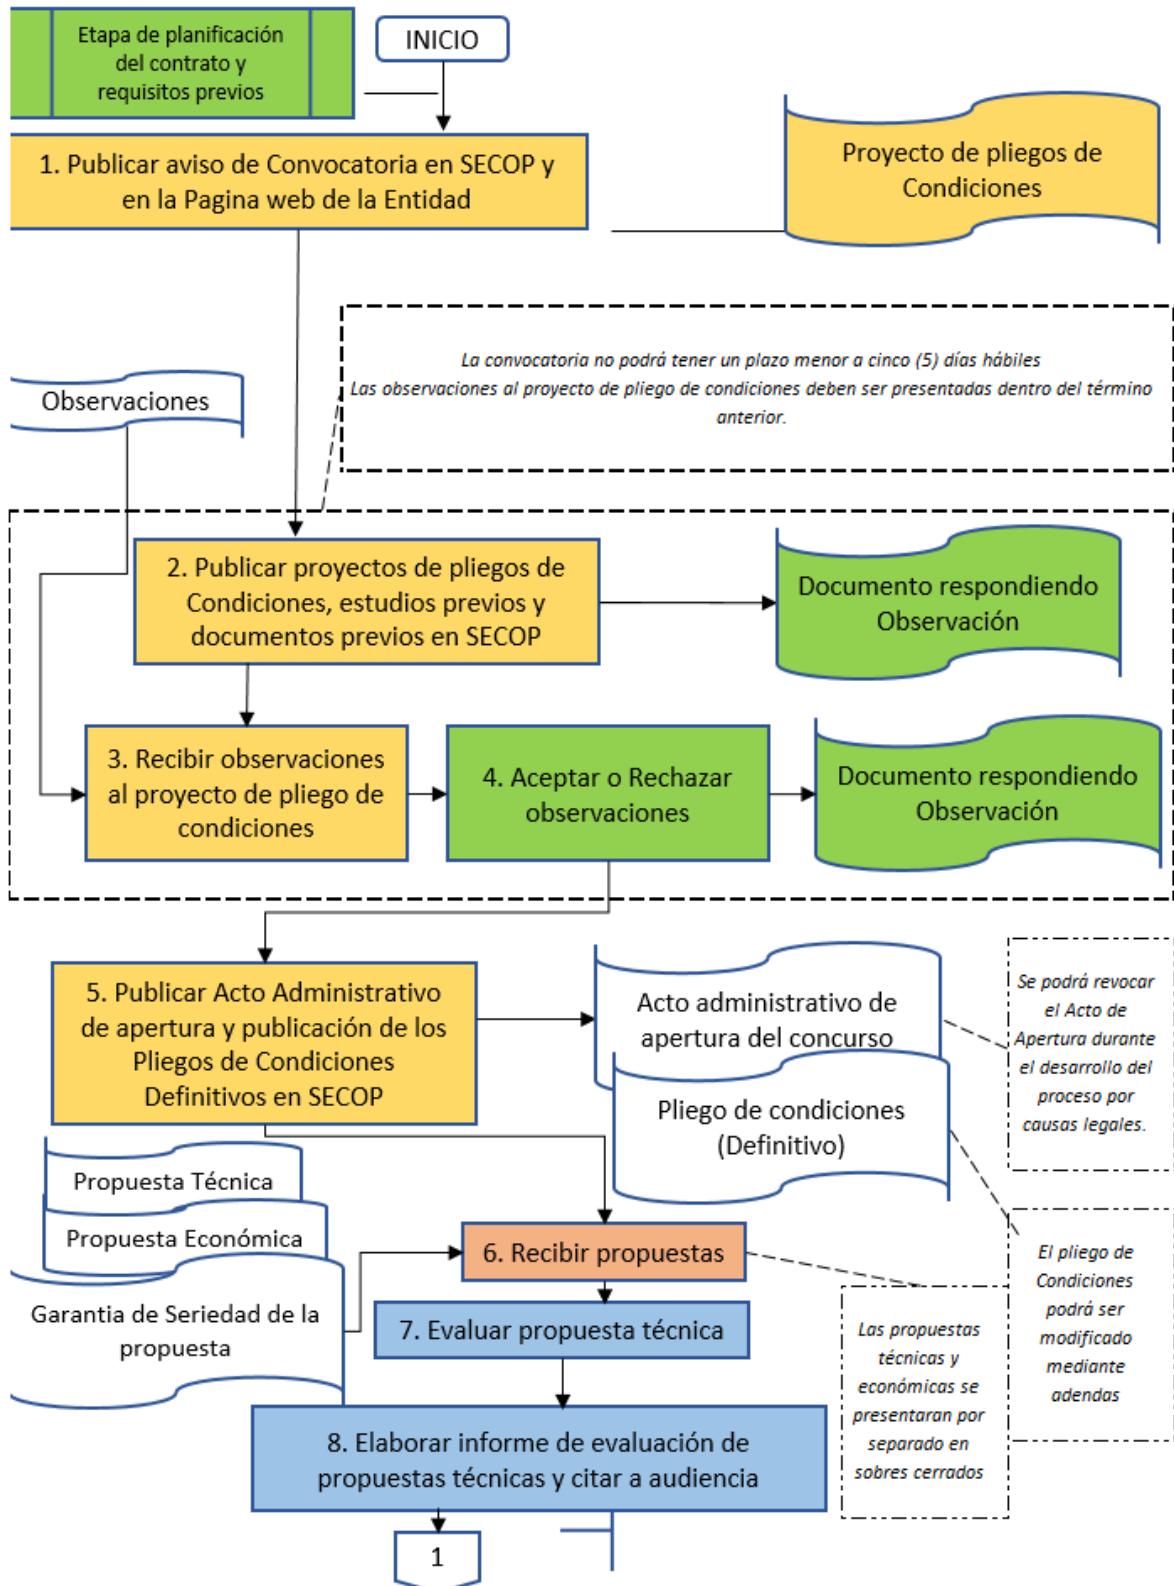 Etapa de planificación
del contrato y
requisitos previos
INICIO
1. Publicar aviso de Convocatoria en SECOP y
en la Pagina web de la Entidad
Proyecto de pliegos de
Condiciones
La convocatoria no podrá tener un plazo menor a cinco (5) días hábiles
Las observaciones al proyecto de pliego de condiciones deben ser presentadas dentro del término
anterior.
Observaciones
2. Publicar proyectos de pliegos de
Condiciones, estudios previos y
documentos previos en SECOP
Documento respondiendo
Observación
3. Recibir observaciones
al proyecto de pliego de
condiciones
4. Aceptar o Rechazar
observaciones
Documento respondiendo
Observación
5. Publicar Acto Administrativo
de apertura y publicación de los
Pliegos de Condiciones
Definitivos en SECOP
Acto administrativo de
apertura del concurso
Se podrá revocar
el Acto de
Apertura durante
el desarrollo del
proceso por
causas legales.
Pliego de condiciones
(Definitivo)
Propuesta Técnica
Propuesta Económica
Garantia de Seriedad de la
propuesta
6. Recibir propuestas
7. Evaluar propuesta técnica
El pliego de
Condiciones
podrá ser
modificado
mediante
adendas
Las propuestas
técnicas y
económicas se
presentaran por
separado en
sobres cerrados
8. Elaborar informe de evaluación de
propuestas técnicas y citar a audiencia
1